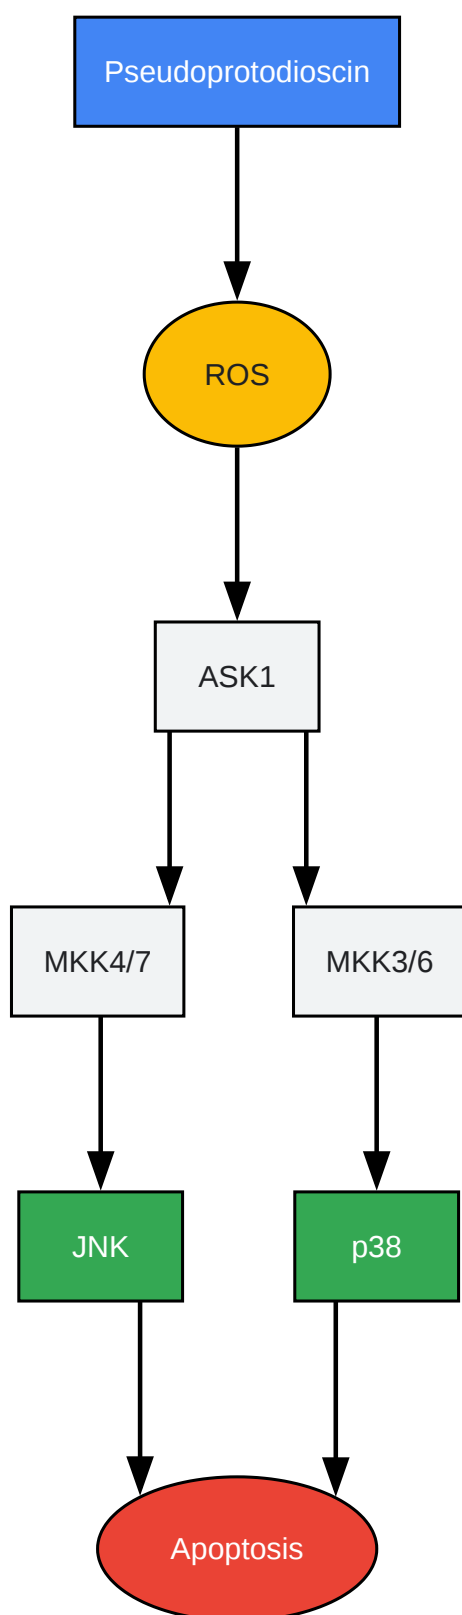 Pseudoprotodioscin
ROS
ASK1
MKK4/7
MKK3/6
JNK
p38
Apoptosis